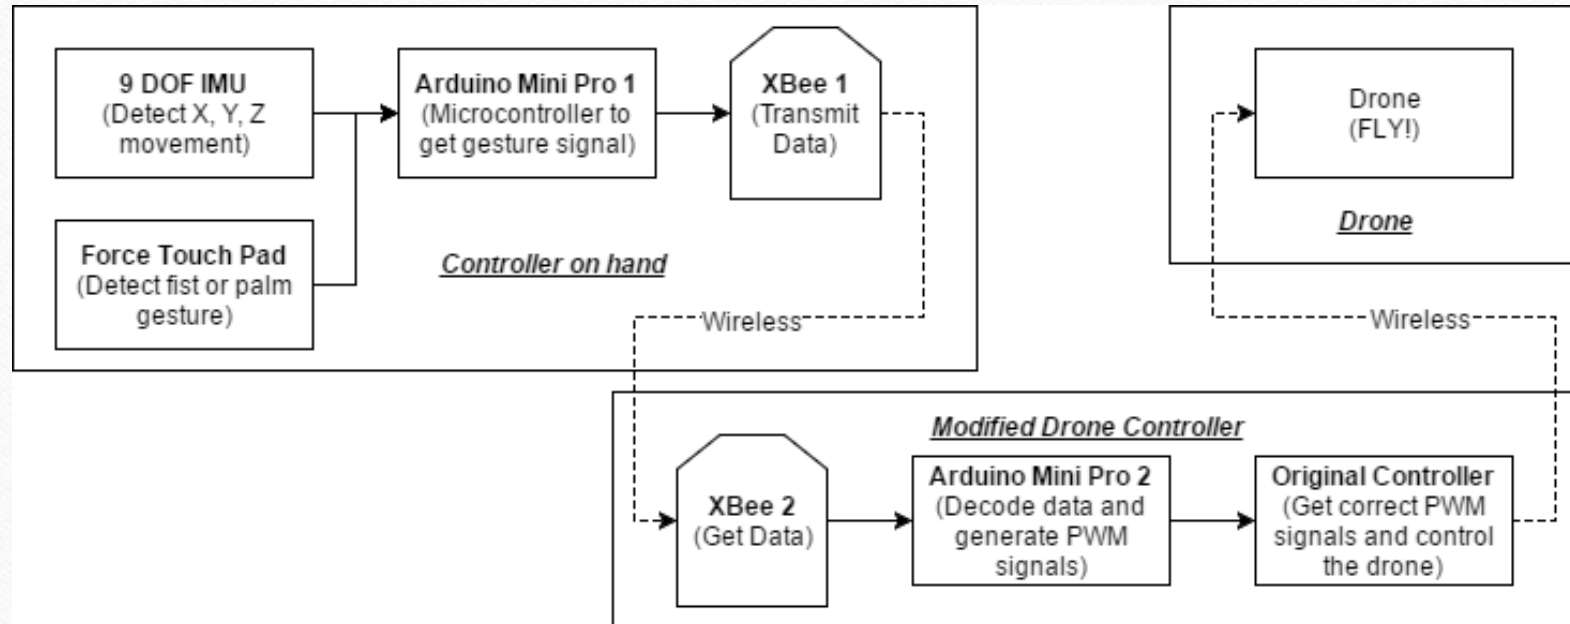 9 DOF IMU
(Detect X, Y, Z
movement)
Arduino Mini Pro 1
(Microcontroller to
get gesture signal)
XBee 1
(Transmit
Data)
Force Touch Pad
(Detect fist or palm
gesture)
Controller on hand
Wireless
Drone
(FLY!)
Drone
Wireless
Modified Drone Controller
XBee 2
(Get Data)
Arduino Mini Pro 2
(Decode data and
generate PWM
signals)
Original Controller
(Get correct PWM
signals and control
the drone)